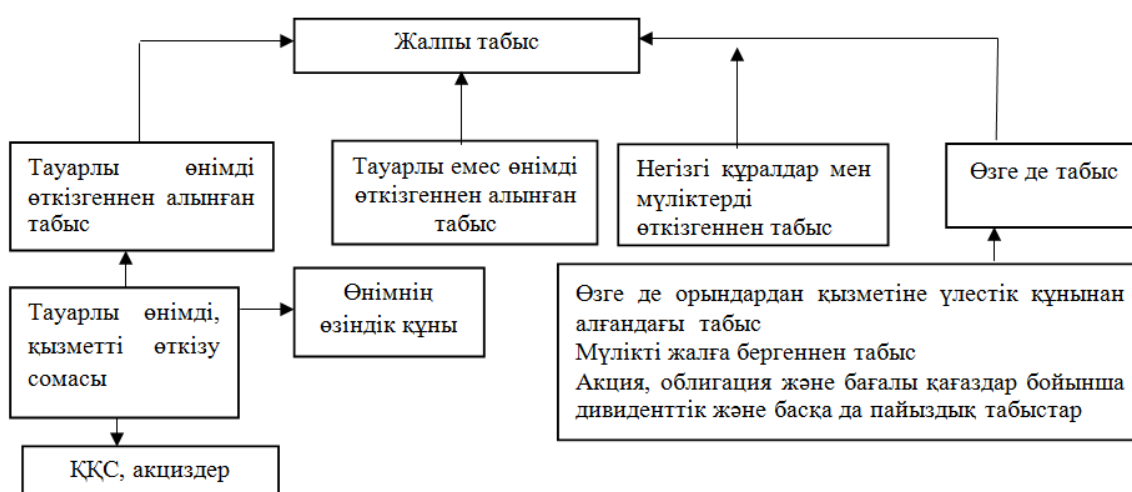 Жалпы табыс
Тауарлы өнімді
өткізгеннен алынған
табыс
Тауарлы емес өнімді
өткізгеннен алынған
табыс
Негізгі құралдар мен
мүліктерді
өткізгеннен табыс
Өзге де табыс
Тауарлы өнімді,
қызметті өткізу
сомасы
Өнімнің
өзіндік құны
Өзге де орындардан қызметіне үлестік құнынан
алғандағы табыс
Мүлікті жалға бергеннен табыс
Акция, облигация және бағалы қағаздар бойынша
дивиденттік және басқа да пайыздық табыстар
ҚҚС, акциздер